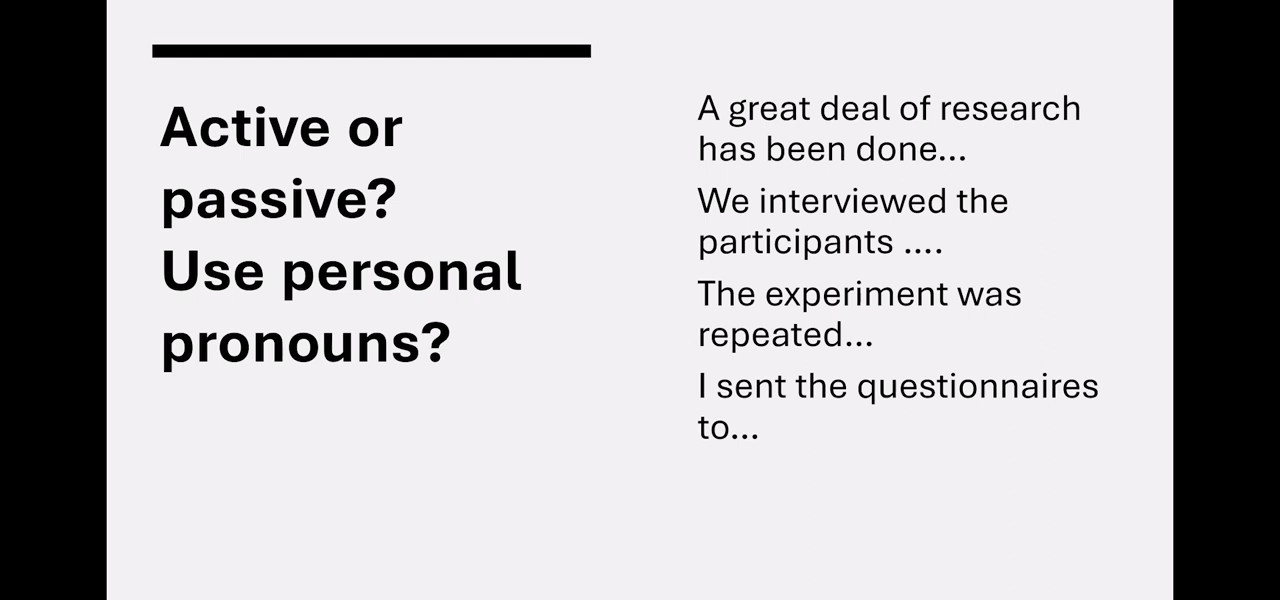 Active or
passive?
Use personal
pronouns?
A great deal of research
has been done...
We interviewed the
participants ....
The experiment was
repeated...
I sent the questionnaires
to...